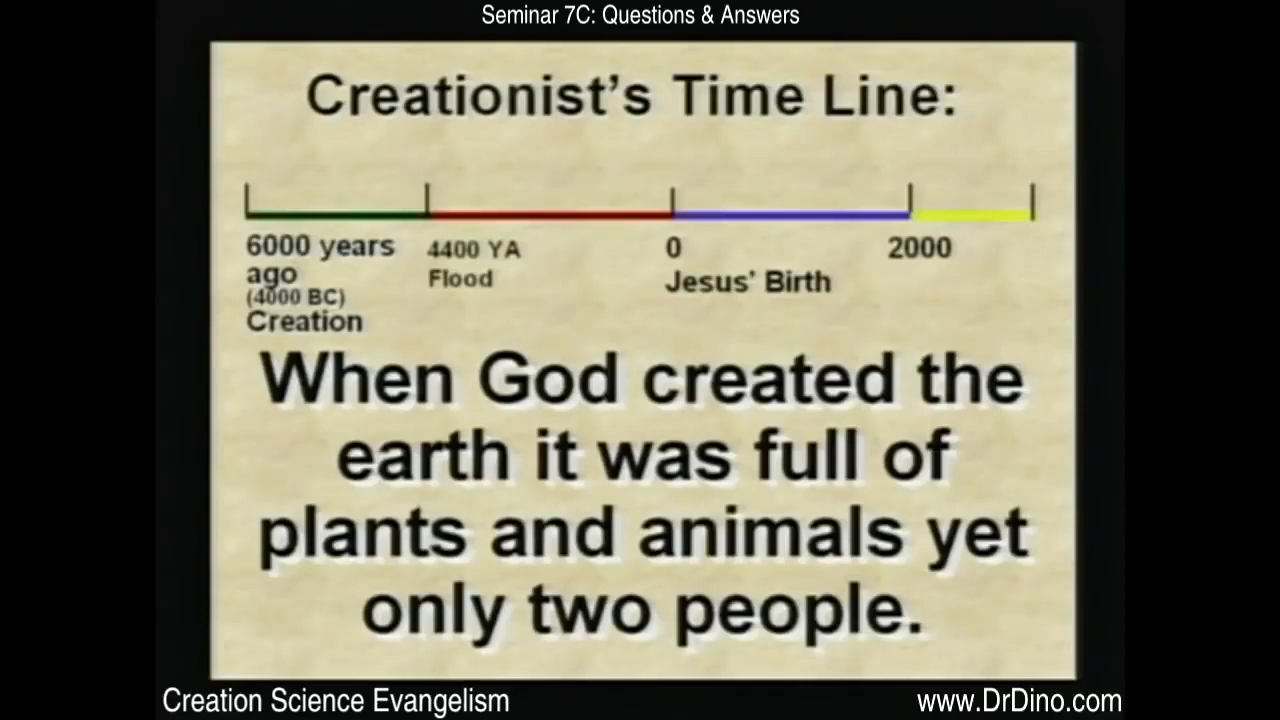 Seminar 7C: Questions & Answers
Creationist's Time Line:
6000 years
ago
(4000 BC)
Creation
4400 YA
Flood
0
Jesus' Birth
2000
When God created the
earth it was full of
plants and animals yet
only two people.
Creation Science Evangelism
www.DrDino.com